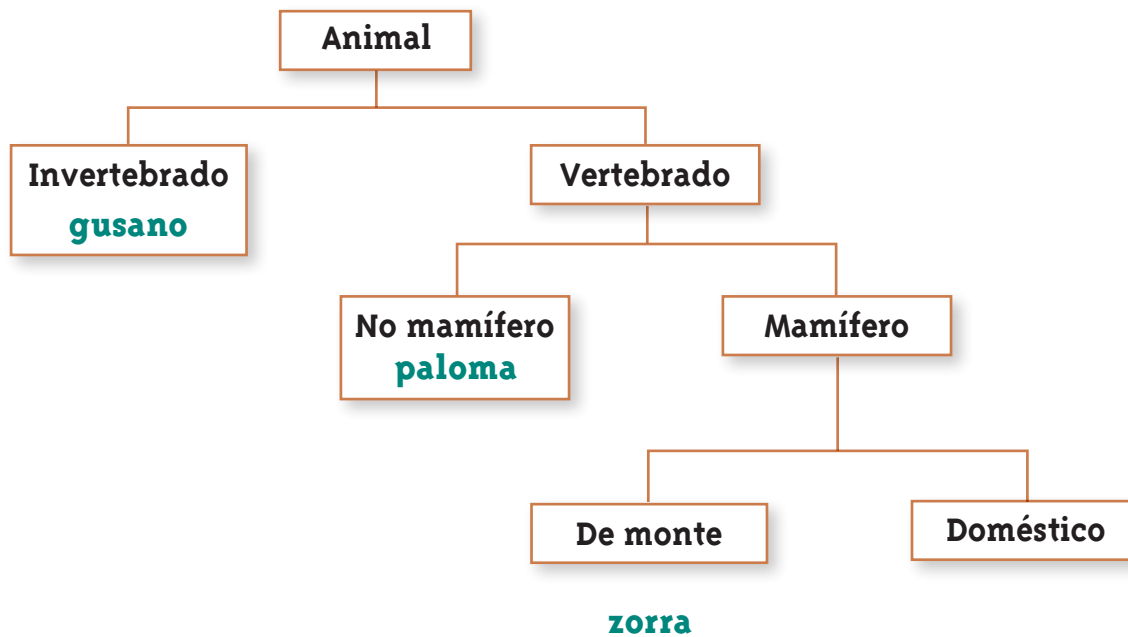 Animal
Invertebrado
gusano
Vertebrado
No mamífero
paloma
Mamífero
De monte
Doméstico
zorra